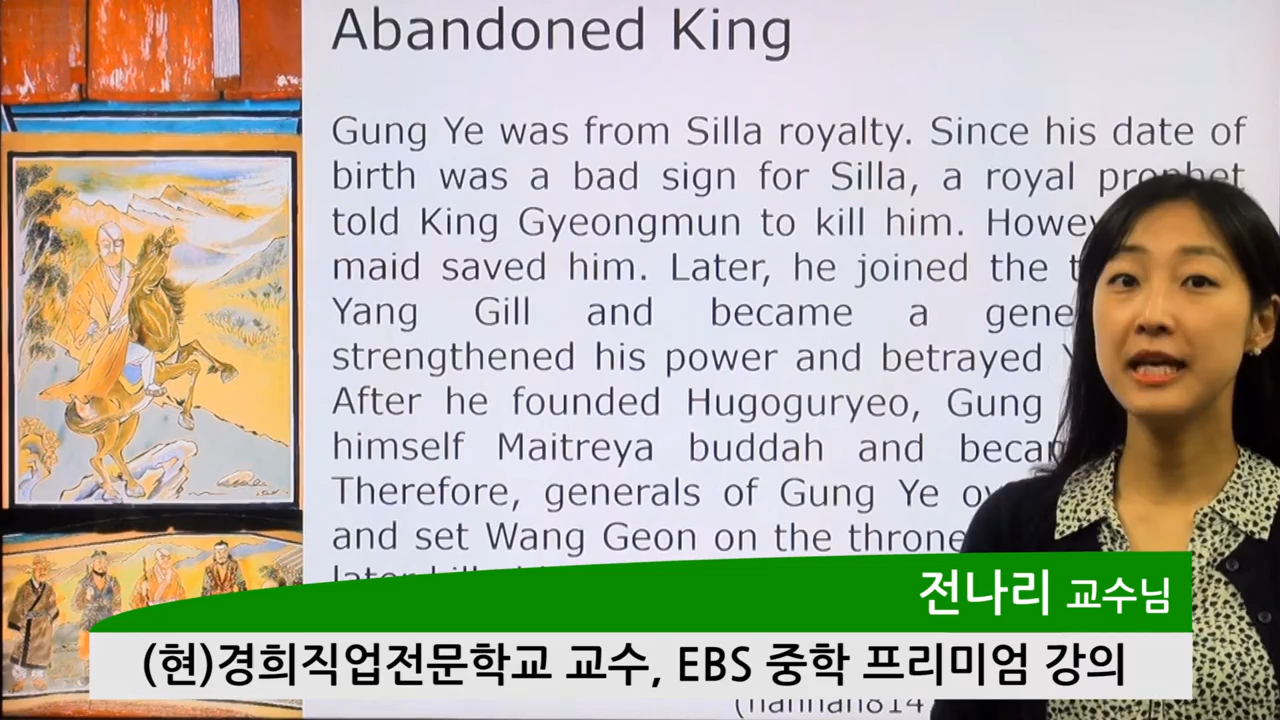 Abandoned King
Gung Ye was from Silla royalty. Since his date of
birth was a bad sign for Silla, a royal prophet
told King Gyeongmun to kill him.
maid saved him. Later, he joined the
Yang Gill and became a
strengthened his power and betrayed
After he founded Hugoguryeo, Gung
himself Maitreya buddah and
Therefore, generals of Gung Ye
and set Wang Geon on the throne
전나리 교수님
(현)경희직업전문학교 교수, EBS 중학 프리미엄 강의